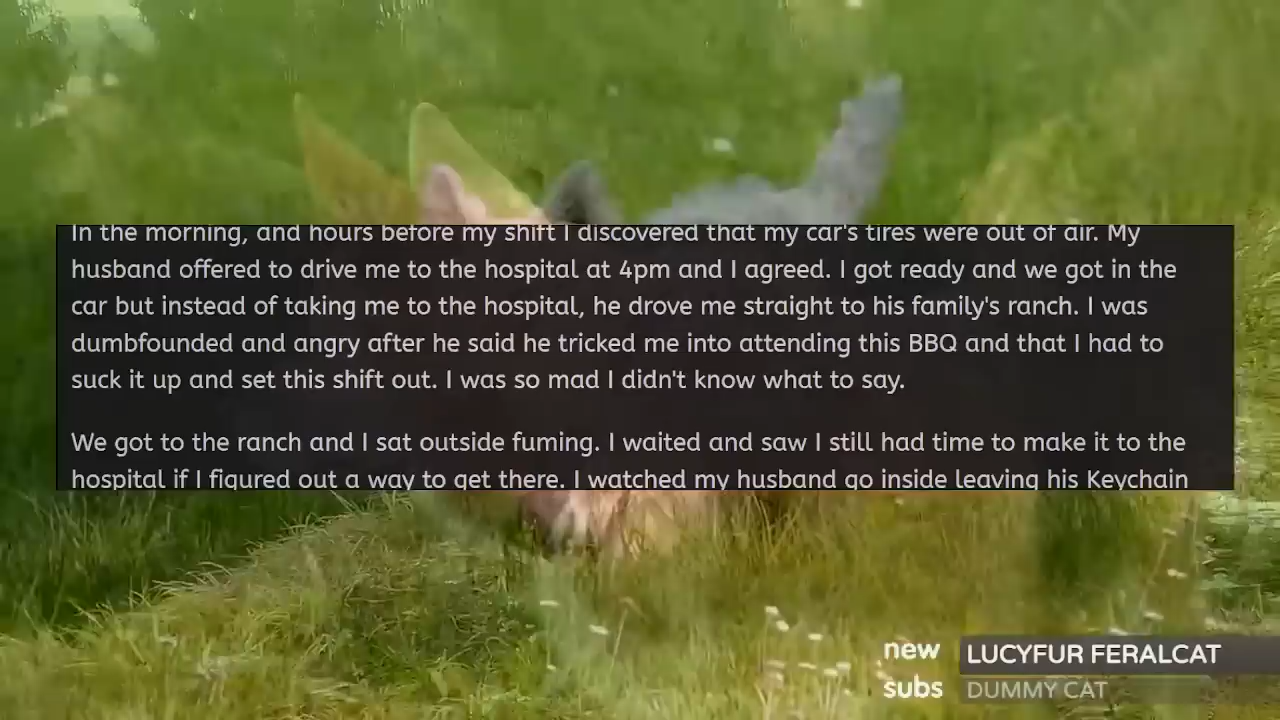 In the morning, and hours before my shift I discovered that my car's tires were out of air. My
husband offered to drive me to the hospital at 4pm and I agreed. I got ready and we got in the
car but instead of taking me to the hospital, he drove me straight to his family's ranch. I was
dumbfounded and angry after he said he tricked me into attending this BBQ and that I had to
suck it up and set this shift out. I was so mad I didn't know what to say.
We got to the ranch and I sat outside fuming. I waited and saw I still had time to make it to the
hospital if I figured out a way to get there. I watched my husband go inside leaving his Keychain
new
subs
LUCYFUR FERALCAT
DUMMY CAT